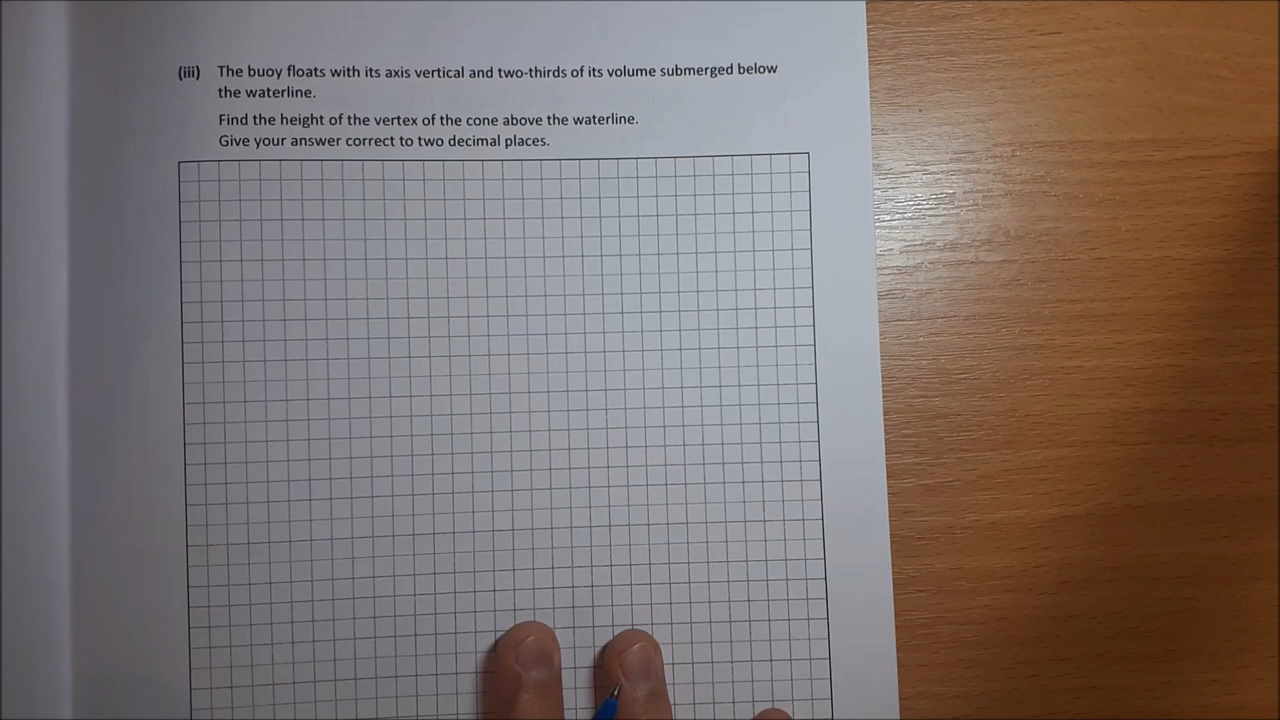 (iii) The buoy floats with its axis vertical and two-thirds of its volume submerged below
the waterline.
Find the height of the vertex of the cone above the waterline.
Give your answer correct to two decimal places.